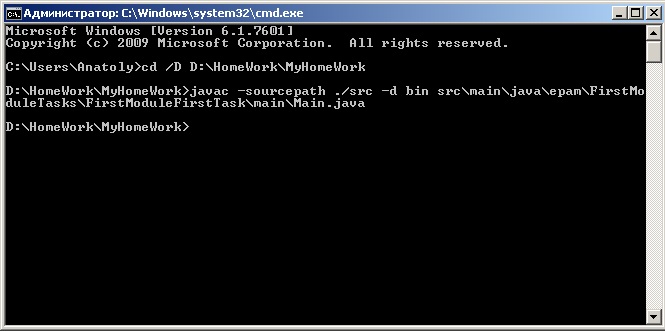 Администратор: C:\Windows\system32\cmd.exe
Microsoft Windows [Version 6.1.7601]
Copyright (c) 2009 Microsoft Corporation.  All rights reserved.
C:\Users\Anatoly>cd /D D:\HomeWork\MyHomeWork
D:\HomeWork\MyHomeWork>javac -sourcepath ./src -d bin src\main\java\epam\FirstMo
duleTasks\FirstModuleFirstTask\main\Main.java
D:\HomeWork\MyHomeWork>